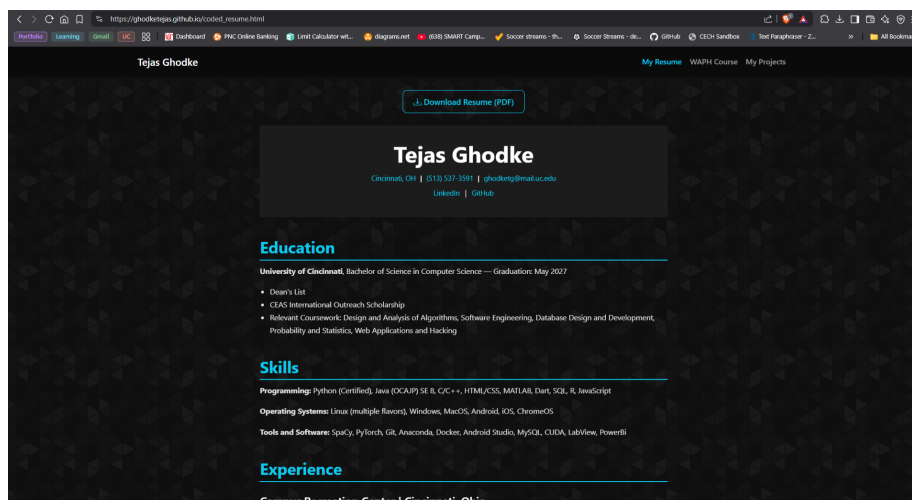 https://ghodketejas.github.io/coded_resume.html
Portfolio Learning Gmail UC Dashboard PNC Online Banking Limit Calculator wit... diagrams.net (638) SMART Camp... Soccer streams - th... Soccer Streams - de... GitHub CECH Sandbox Text Paraphraser - Z... » All Bookma
Tejas Ghodke My Resume WAPH Course My Projects
Download Resume (PDF)
Tejas Ghodke
Cincinnati, OH | (513) 537-3591 | ghodketg@mail.uc.edu
LinkedIn | GitHub
Education
University of Cincinnati, Bachelor of Science in Computer Science — Graduation: May 2027
• Dean's List
• CEAS International Outreach Scholarship
• Relevant Coursework: Design and Analysis of Algorithms, Software Engineering, Database Design and Development,
Probability and Statistics, Web Applications and Hacking
Skills
Programming: Python (Certified), Java (OCAJP) SE 8, C/C++, HTML/CSS, MATLAB, Dart, SQL, R, JavaScript
Operating Systems: Linux (multiple flavors), Windows, MacOS, Android, iOS, ChromeOS
Tools and Software: SpaCy, PyTorch, Git, Anaconda, Docker, Android Studio, MySQL, CUDA, LabView, PowerBi
Experience
Campus Recreation Center | Cincinnati, Ohio